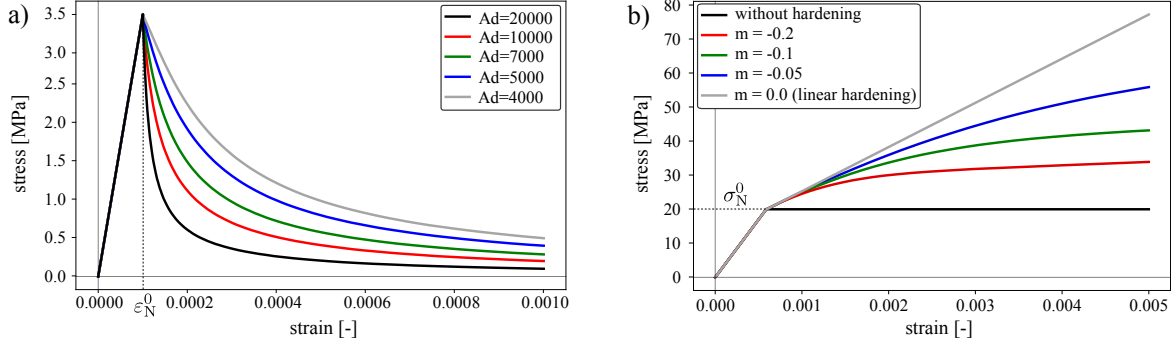 a)
3.5
3.0
2.5
2.0
1.5
1.0
0.5
0.0
stress [MPa]
Ad=20000
Ad=10000
Ad=7000
Ad=5000
Ad=4000
0.0000
0.0002
0.0004
0.0006
0.0008
0.0010
ε⁰_N
strain [-]
b)
80
70
60
50
40
30
20
10
0
stress [MPa]
without hardening
m = -0.2
m = -0.1
m = -0.05
m = 0.0 (linear hardening)
σ⁰_N
0.000
0.001
0.002
0.003
0.004
0.005
strain [-]